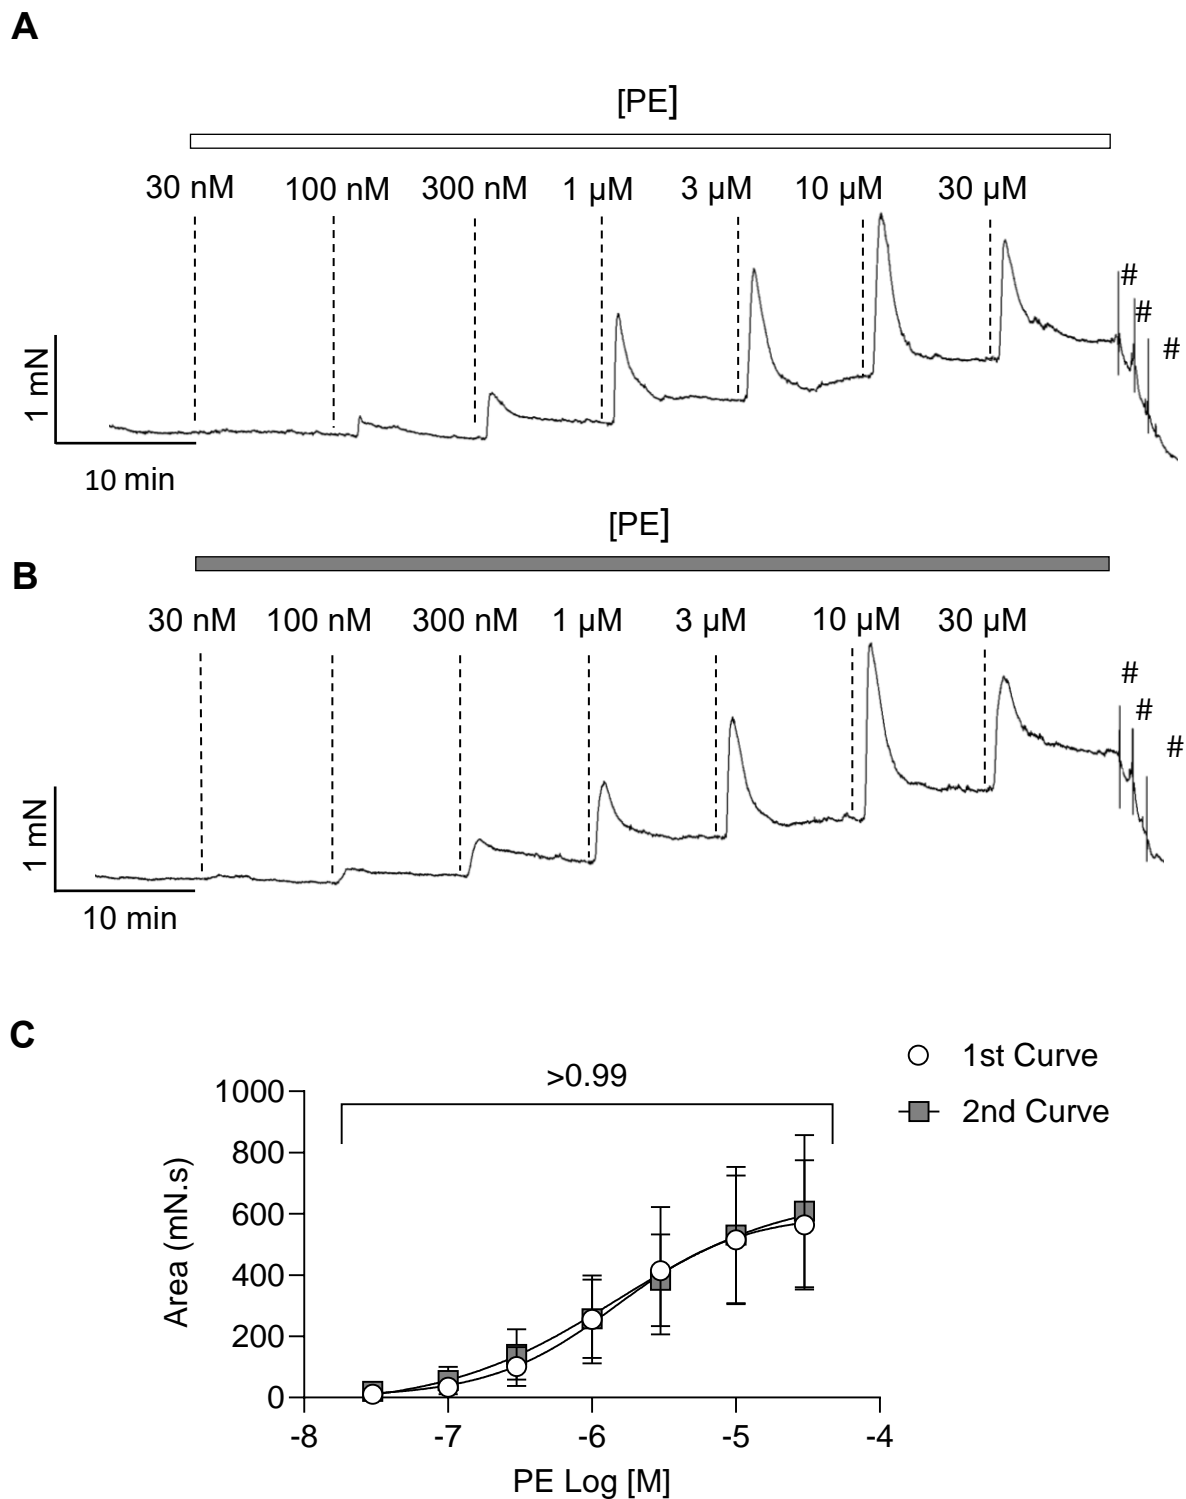 A
[PE]
30 nM 100 nM 300 nM 1 µM 3 µM 10 µM 30 µM
#
#
#
1 mN
10 min
[PE]
B
30 nM 100 nM 300 nM 1 µM 3 µM 10 µM 30 µM
#
#
#
1 mN
10 min
C
1st Curve
2nd Curve
>0.99
1000
800
600
400
200
0
Area (mN.s)
-8 -7 -6 -5 -4
PE Log [M]